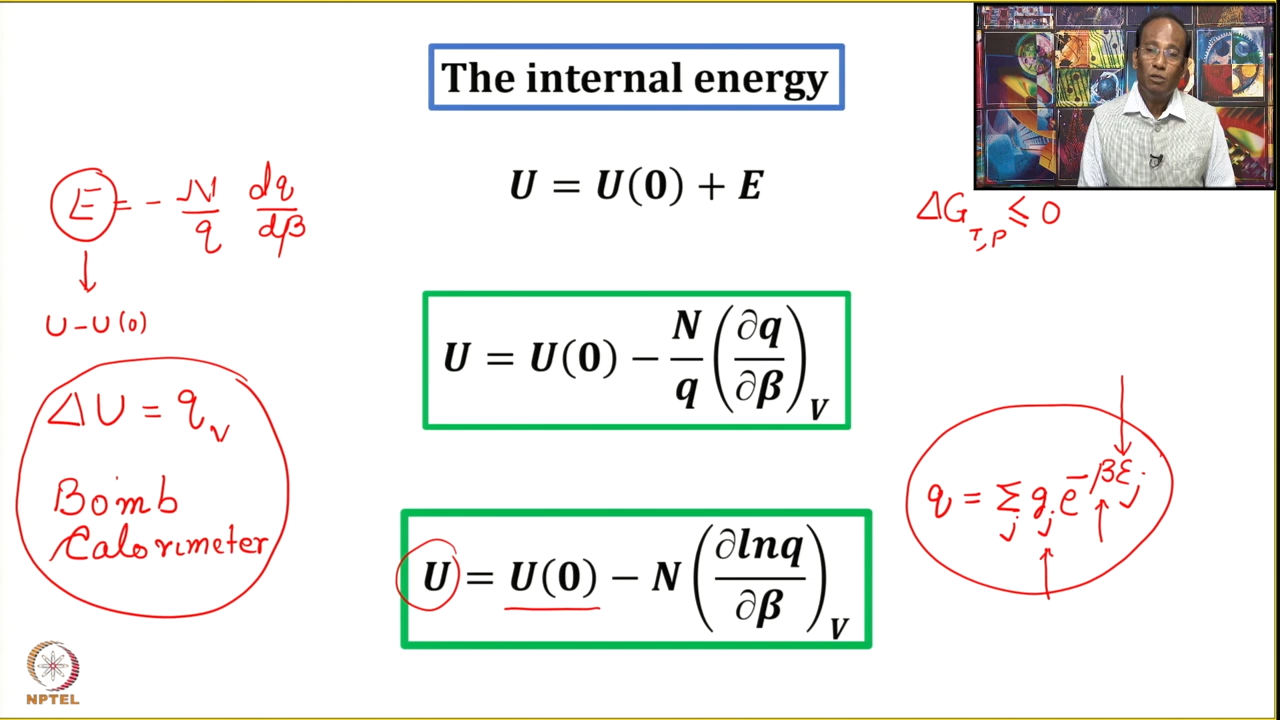 The internal energy
U = U(0) + E
E = - N/q dq/dβ
U - U(0)
ΔG_T,P ≤ 0
U = U(0) − N/q (∂q/∂β)_V
ΔU = q_v
Bomb
Calorimeter
q = Σ_j g_j e^-βε_j
U = U(0) − N (∂lnq/∂β)_V
NPTEL